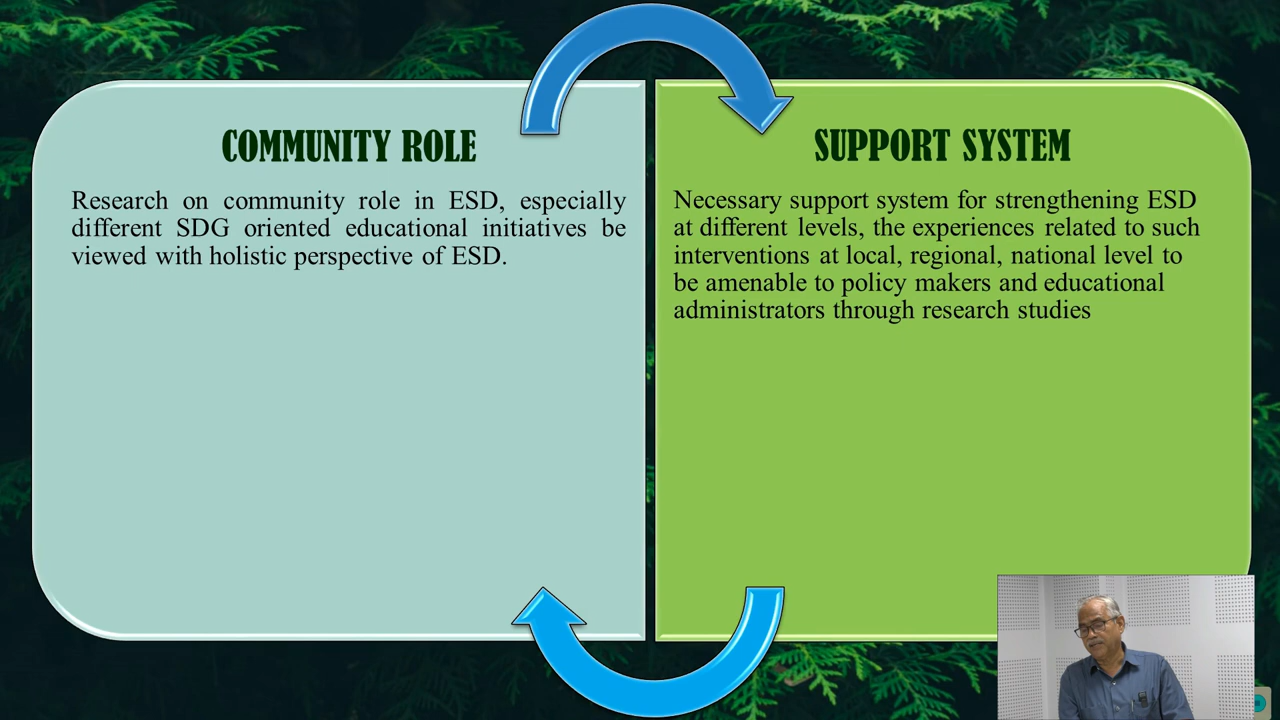 COMMUNITY ROLE
Research on community role in ESD, especially
different SDG oriented educational initiatives be
viewed with holistic perspective of ESD.
SUPPORT SYSTEM
Necessary support system for strengthening ESD
at different levels, the experiences related to such
interventions at local, regional, national level to
be amenable to policy makers and educational
administrators through research studies